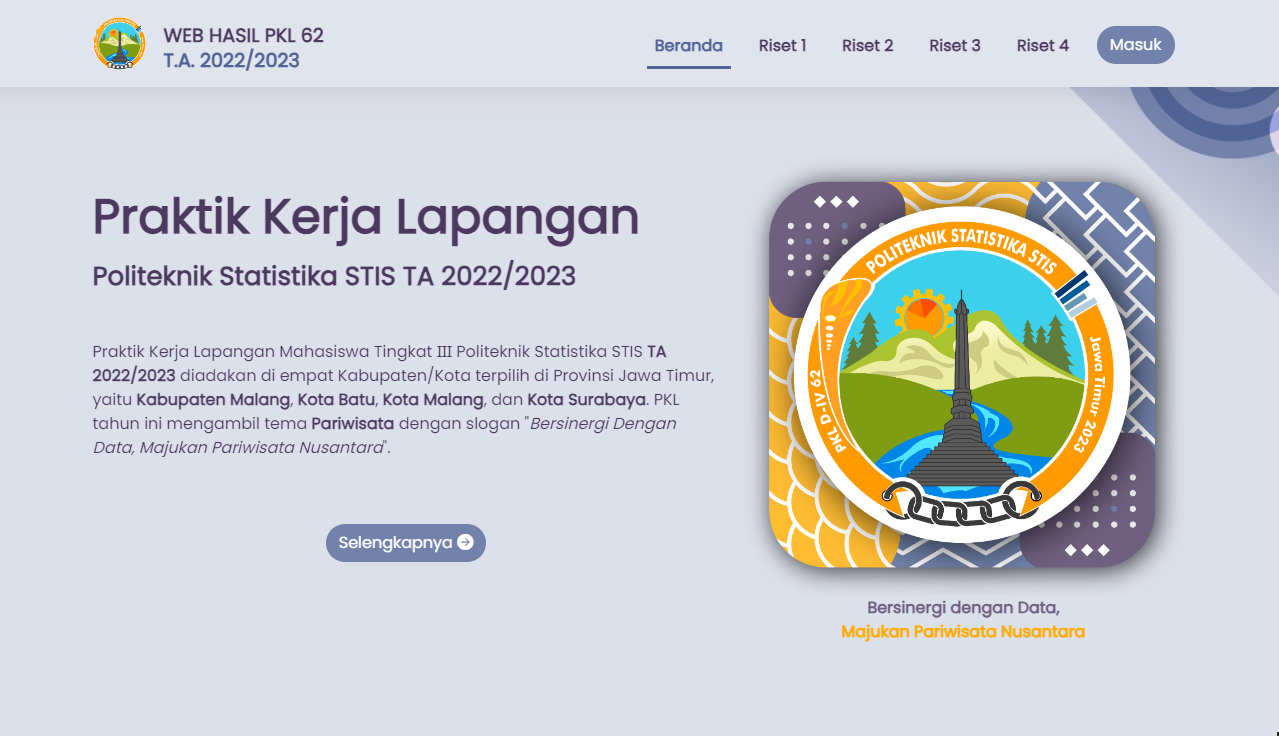 WEB HASIL PKL 62
T.A. 2022/2023
Beranda
Riset 1
Riset 2
Riset 3
Riset 4
Masuk
Praktik Kerja Lapangan
Politeknik Statistika STIS TA 2022/2023
Praktik Kerja Lapangan Mahasiswa Tingkat III Politeknik Statistika STIS TA
2022/2023 diadakan di empat Kabupaten/Kota terpilih di Provinsi Jawa Timur,
yaitu Kabupaten Malang, Kota Batu, Kota Malang, dan Kota Surabaya. PKL
tahun ini mengambil tema Pariwisata dengan slogan "Bersinergi Dengan
Data, Majukan Pariwisata Nusantara".
Selengkapnya
POLITEKNIK STATISTIKA STIS
PKL D-IV 62
Jawa Timur 2023
Bersinergi dengan Data,
Majukan Pariwisata Nusantara